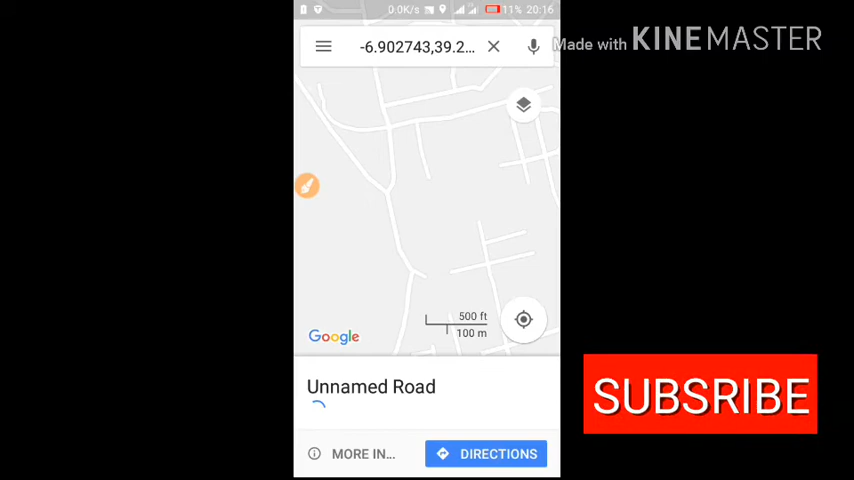 0.0K/s 11% 20:16
-6.902743,39.2...
Made with KINEMASTER
500 ft
100 m
Google
Unnamed Road
MORE IN...
DIRECTIONS
SUBSRIBE